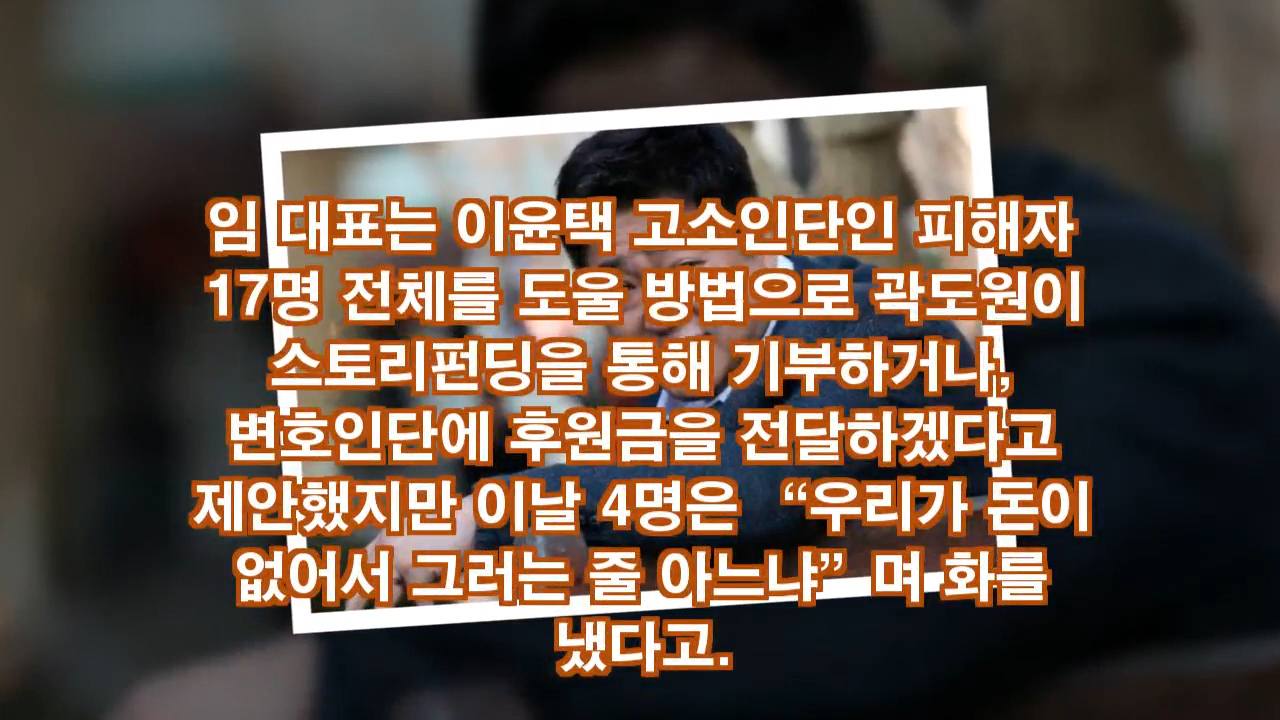 임 대표는 이윤택 고소인단인 피해자
17명 전체를 도울 방법으로 곽도원이
스토리펀딩을 통해 기부하거나,
변호인단에 후원금을 전달하겠다고
제안했지만 이날 4명은 “우리가 돈이
없어서 그러는 줄 아느냐” 며 화를
냈다고.